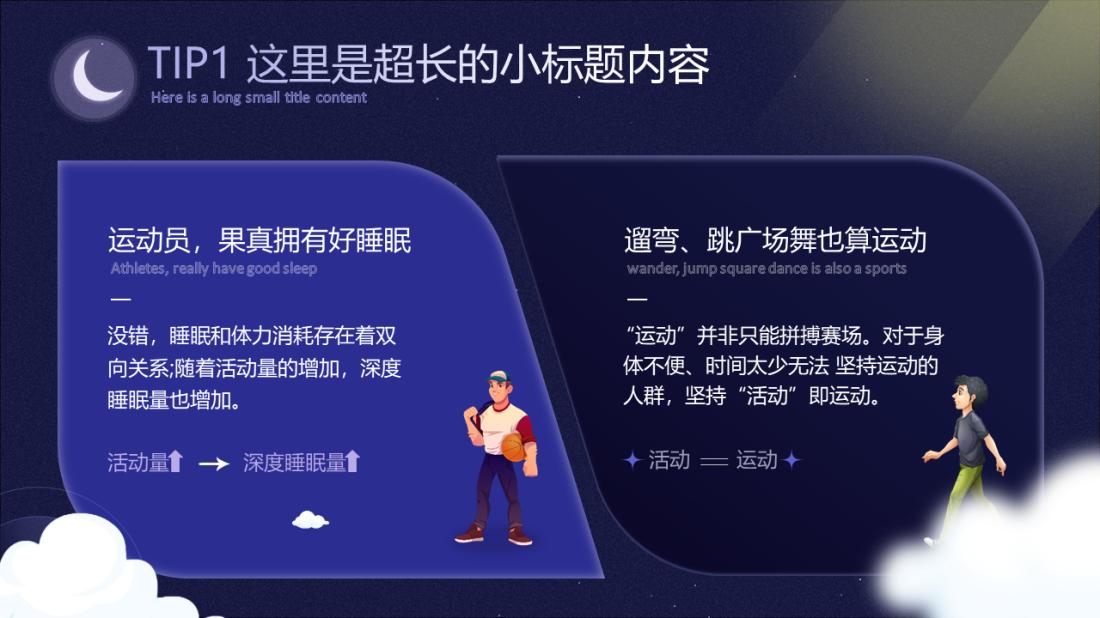 TIP1 这里是超长的小标题内容
Here is a long small title content
运动员，果真拥有好睡眠
Athletes, really have good sleep
没错，睡眠和体力消耗存在着双
向关系;随着活动量的增加，深度
睡眠量也增加。
活动量 深度睡眠量
遛弯、跳广场舞也算运动
wander, jump square dance is also a sports
“运动”并非只能拼搏赛场。对于身
体不便、时间太少无法 坚持运动的
人群，坚持“活动”即运动。
活动 运动